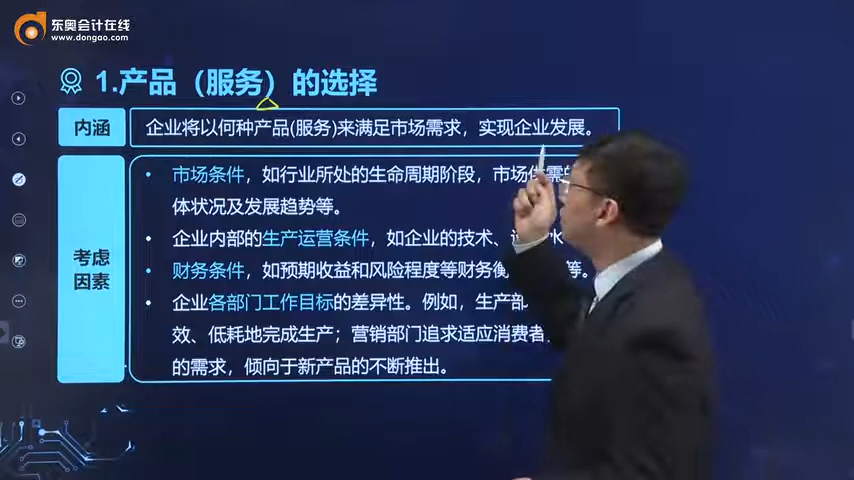 东奥会计在线
www.dongao.com
1.产品（服务）的选择
内涵
企业将以何种产品(服务)来满足市场需求，实现企业发展。
考虑
因素
• 市场条件，如行业所处的生命周期阶段，市场供需的
体状况及发展趋势等。
• 企业内部的生产运营条件，如企业的技术、
• 财务条件，如预期收益和风险程度等财务衡 等。
• 企业各部门工作目标的差异性。例如，生产部
效、低耗地完成生产；营销部门追求适应消费者
的需求，倾向于新产品的不断推出。